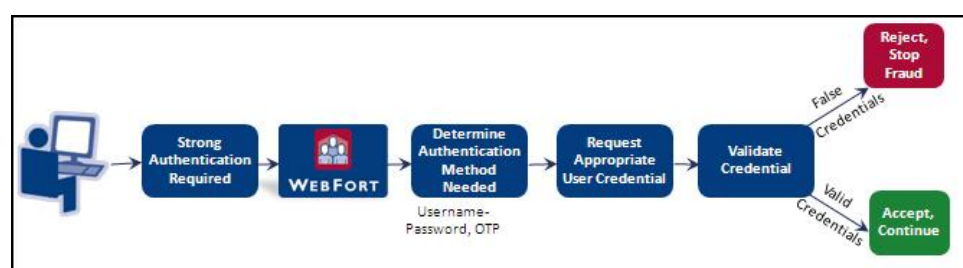 Strong
Authentication
Required
WEBFORT
Determine
Authentication
Method
Needed
Username-
Password, OTP
Request
Appropriate
User Credential
Validate
Credential
False
Credentials
Reject,
Stop
Fraud
Valid
Credentials
Accept,
Continue